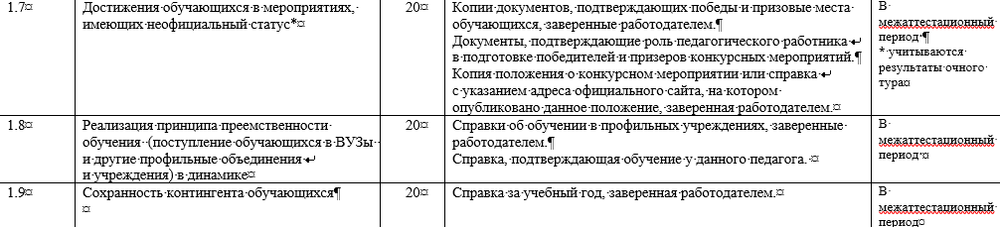 1.7 Достижения обучающихся в мероприятиях, 20 Копии документов, подтверждающих победы и призовые места В
имеющих неофициальный статус* обучающихся, заверенные работодателем. межаттестационный
Документы, подтверждающие роль педагогического работника период
в подготовке победителей и призеров конкурсных мероприятий. * учитываются
Копия положения о конкурсном мероприятии или справка результаты очного
с указанием адреса официального сайта, на котором тура
опубликовано данное положение, заверенная работодателем.
1.8 Реализация принципа преемственности 20 Справки об обучении в профильных учреждениях, заверенные В
обучения (поступление обучающихся в ВУЗы работодателем. межаттестационный
и другие профильные объединения Справка, подтверждающая обучение у данного педагога. период
и учреждения) в динамике
1.9 Сохранность контингента обучающихся 20 Справка за учебный год, заверенная работодателем. В
межаттестационный
период